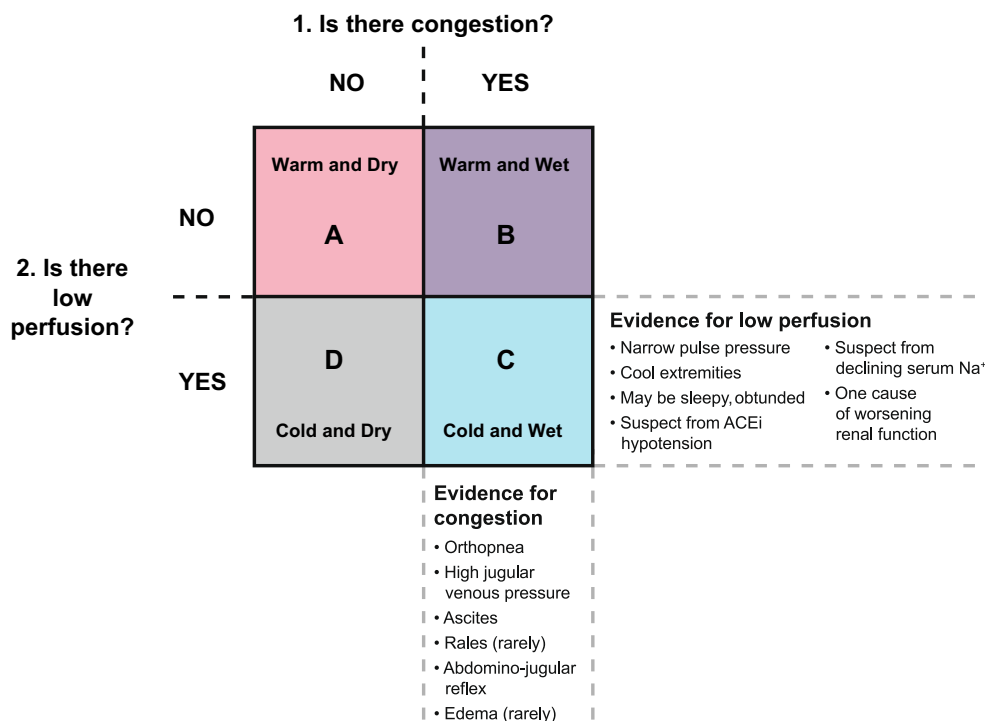 1. Is there congestion?
NO
YES
Warm and Dry
Warm and Wet
NO
A
B
2. Is there
low
perfusion?
YES
D
C
Cold and Dry
Cold and Wet
Evidence for low perfusion
• Narrow pulse pressure
• Cool extremities
• May be sleepy, obtunded
• Suspect from ACEi
hypotension
• Suspect from
declining serum Na⁺
• One cause
of worsening
renal function
Evidence for
congestion
• Orthopnea
• High jugular
venous pressure
• Ascites
• Rales (rarely)
• Abdomino-jugular
reflex
• Edema (rarely)